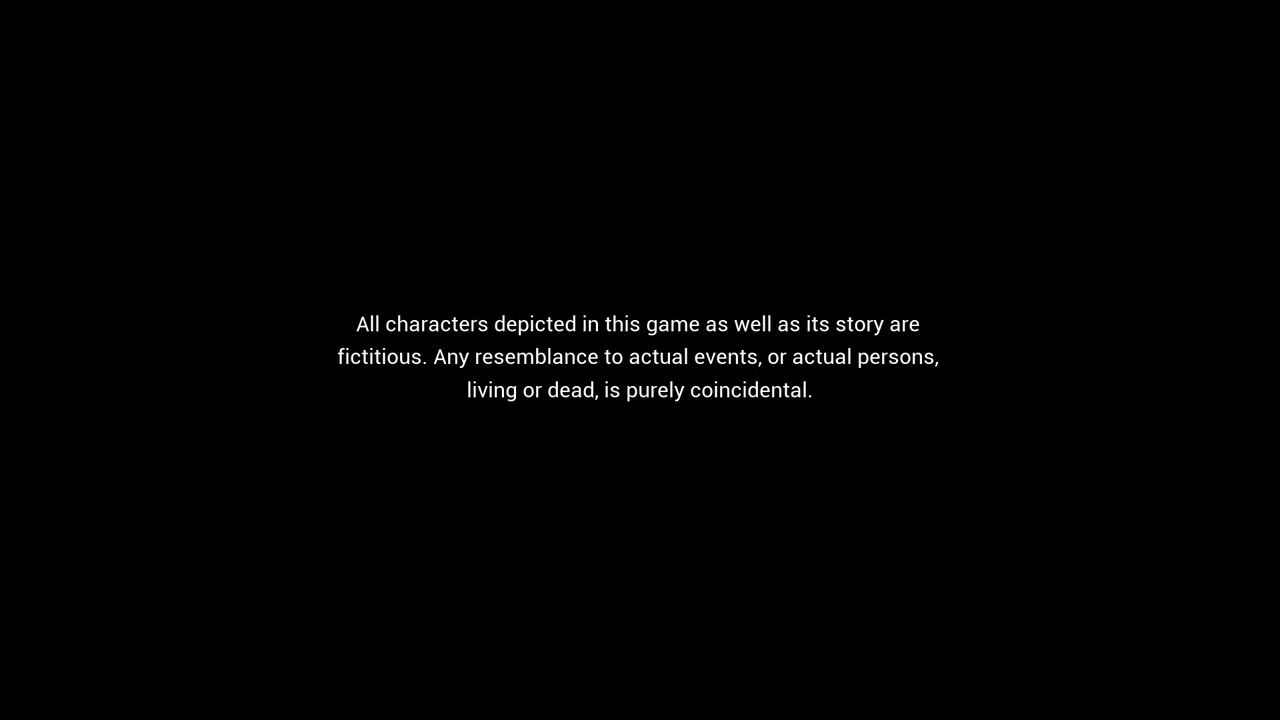 All characters depicted in this game as well as its story are
fictitious. Any resemblance to actual events, or actual persons,
living or dead, is purely coincidental.